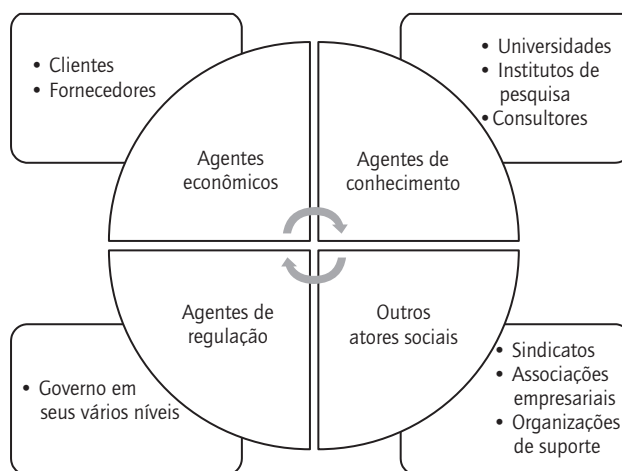 • Clientes
• Fornecedores
• Universidades
• Institutos de
pesquisa
• Consultores
Agentes
econômicos
Agentes de
conhecimento
Agentes de
regulação
Outros
atores sociais
• Governo em
seus vários níveis
• Sindicatos
• Associações
empresariais
• Organizações
de suporte